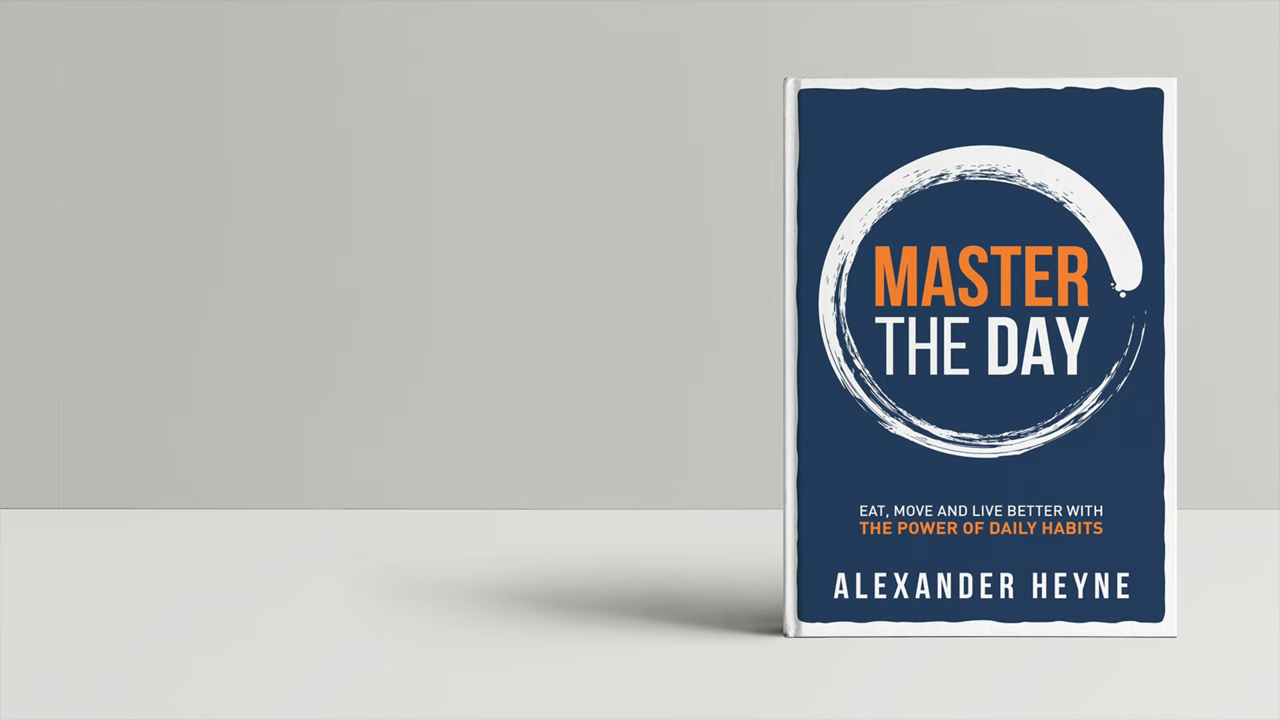 MASTER
THE DAY
EAT, MOVE AND LIVE BETTER WITH
THE POWER OF DAILY HABITS
ALEXANDER HEYNE